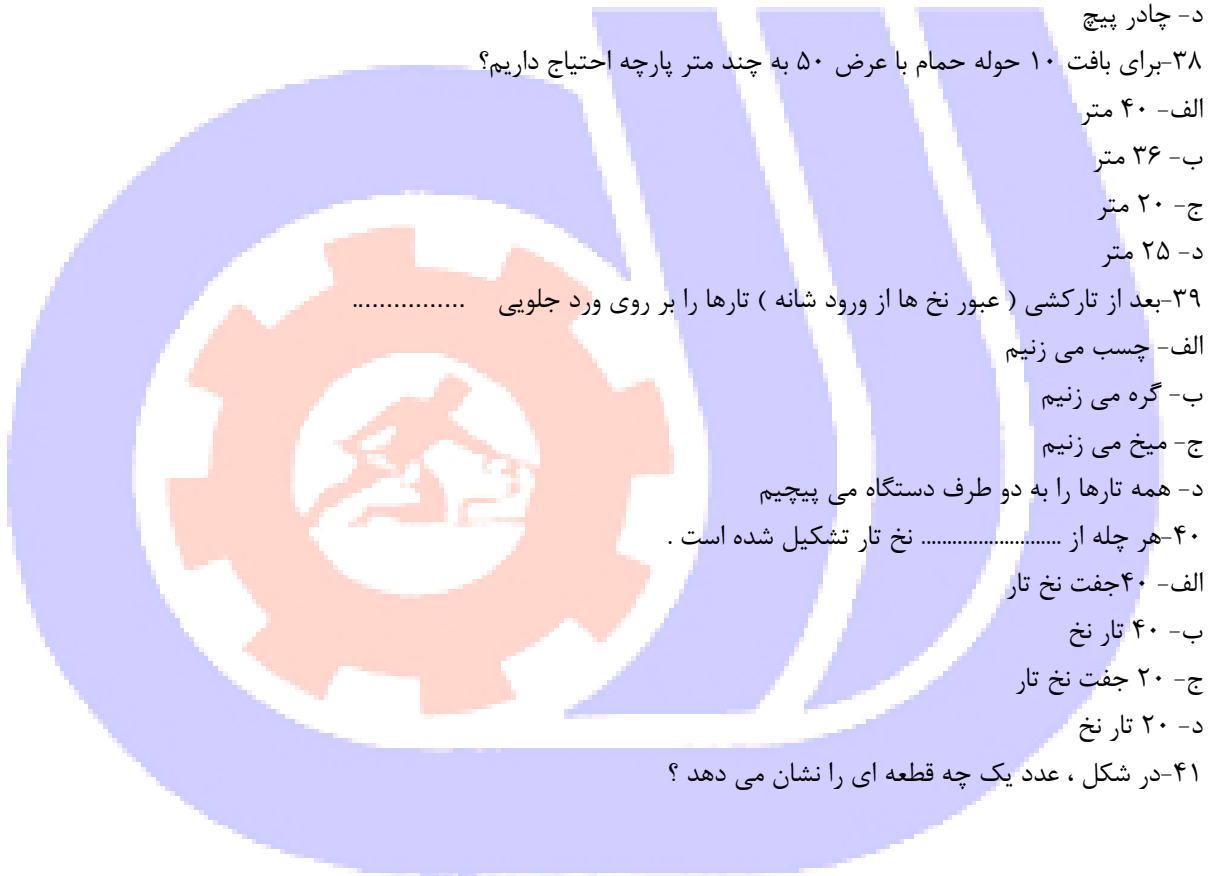 د- چادر پیچ
۳۸-برای بافت ۱۰ حوله حمام با عرض ۵۰ به چند متر پارچه احتیاج داریم؟
الف- ۴۰ متر
ب- ۳۶ متر
ج- ۲۰ متر
د- ۲۵ متر
۳۹-بعد از تارکشی ( عبور نخ ها از ورود شانه ) تارها را بر روی ورد جلویی ................
الف- چسب می زنیم
ب- گره می زنیم
ج- میخ می زنیم
د- همه تارها را به دو طرف دستگاه می پیچیم
۴۰-هر چله از ............................ نخ تار تشکیل شده است .
الف- ۴۰جفت نخ تار
ب- ۴۰ تار نخ
ج- ۲۰ جفت نخ تار
د- ۲۰ تار نخ
۴۱-در شکل ، عدد یک چه قطعه ای را نشان می دهد ؟